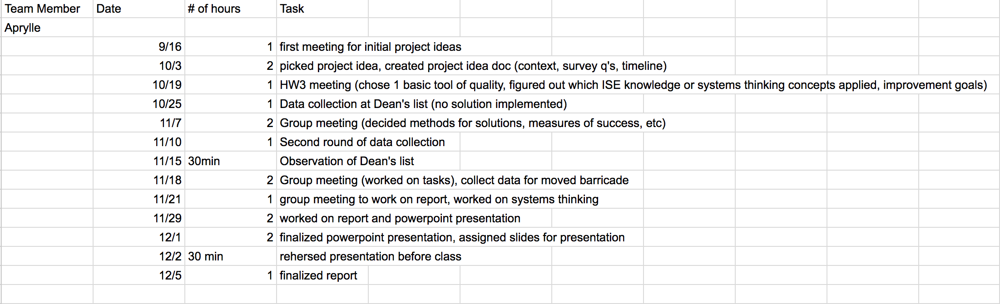 Team Member Date # of hours Task
Aprylle
9/16 1 first meeting for initial project ideas
10/3 2 picked project idea, created project idea doc (context, survey q's, timeline)
10/19 1 HW3 meeting (chose 1 basic tool of quality, figured out which ISE knowledge or systems thinking concepts applied, improvement goals)
10/25 1 Data collection at Dean's list (no solution implemented)
11/7 2 Group meeting (decided methods for solutions, measures of success, etc)
11/10 1 Second round of data collection
11/15 30min Observation of Dean's list
11/18 2 Group meeting (worked on tasks), collect data for moved barricade
11/21 1 group meeting to work on report, worked on systems thinking
11/29 2 worked on report and powerpoint presentation
12/1 2 finalized powerpoint presentation, assigned slides for presentation
12/2 30 min rehersed presentation before class
12/5 1 finalized report